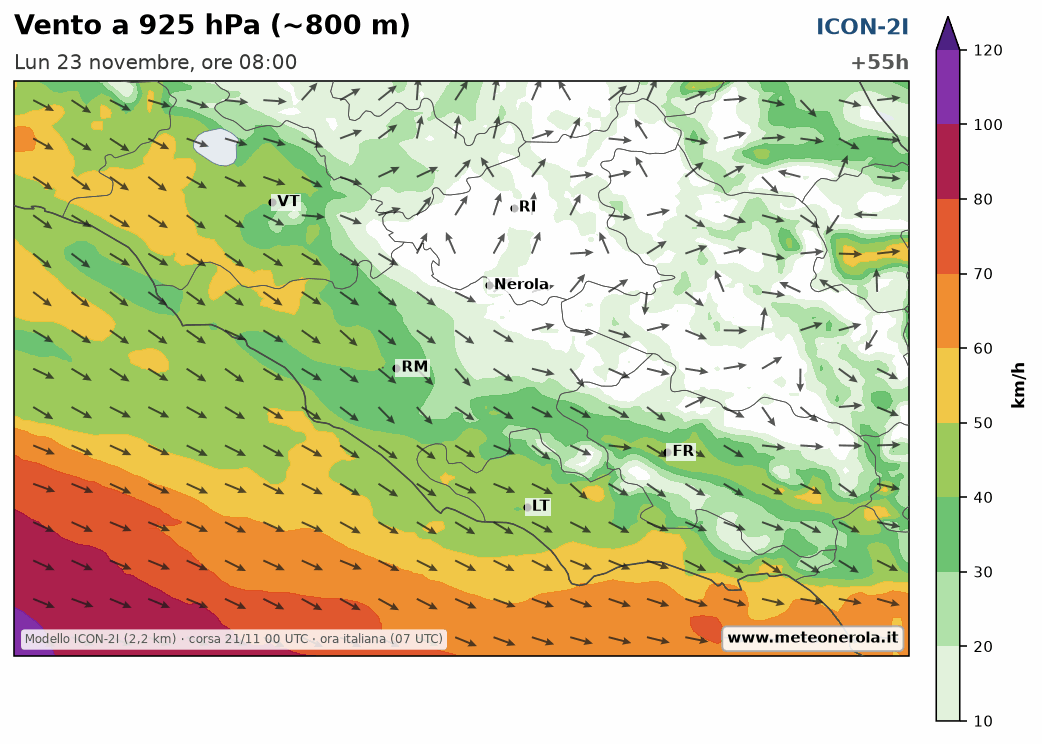 Vento a 925 hPa (~800 m)
ICON-2I
Lun 23 novembre, ore 08:00
+55h
VT
RI
Nerola
RM
FR
LT
Modello ICON-2I (2,2 km) · corsa 21/11 00 UTC · ora italiana (07 UTC)
www.meteonerola.it
120
100
80
70
60
50
40
30
20
10
km/h